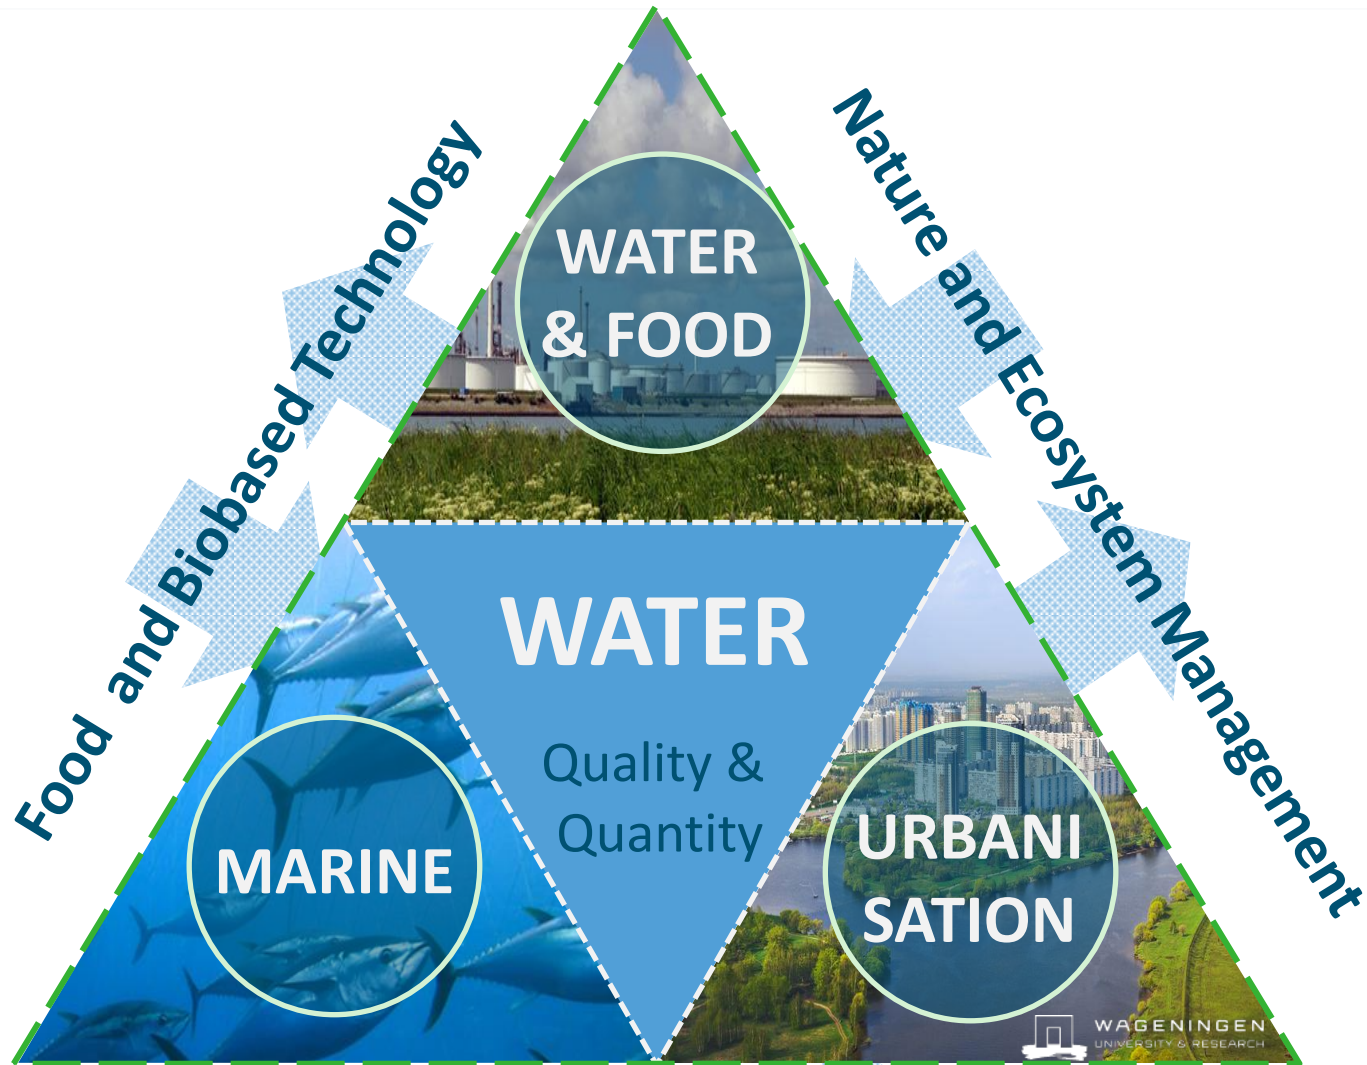 Food and Biobased Technology
Nature and Ecosystem Management
WATER
& FOOD
WATER
Quality &
Quantity
MARINE
URBANI
SATION
WAGENINGEN
UNIVERSITY & RESEARCH